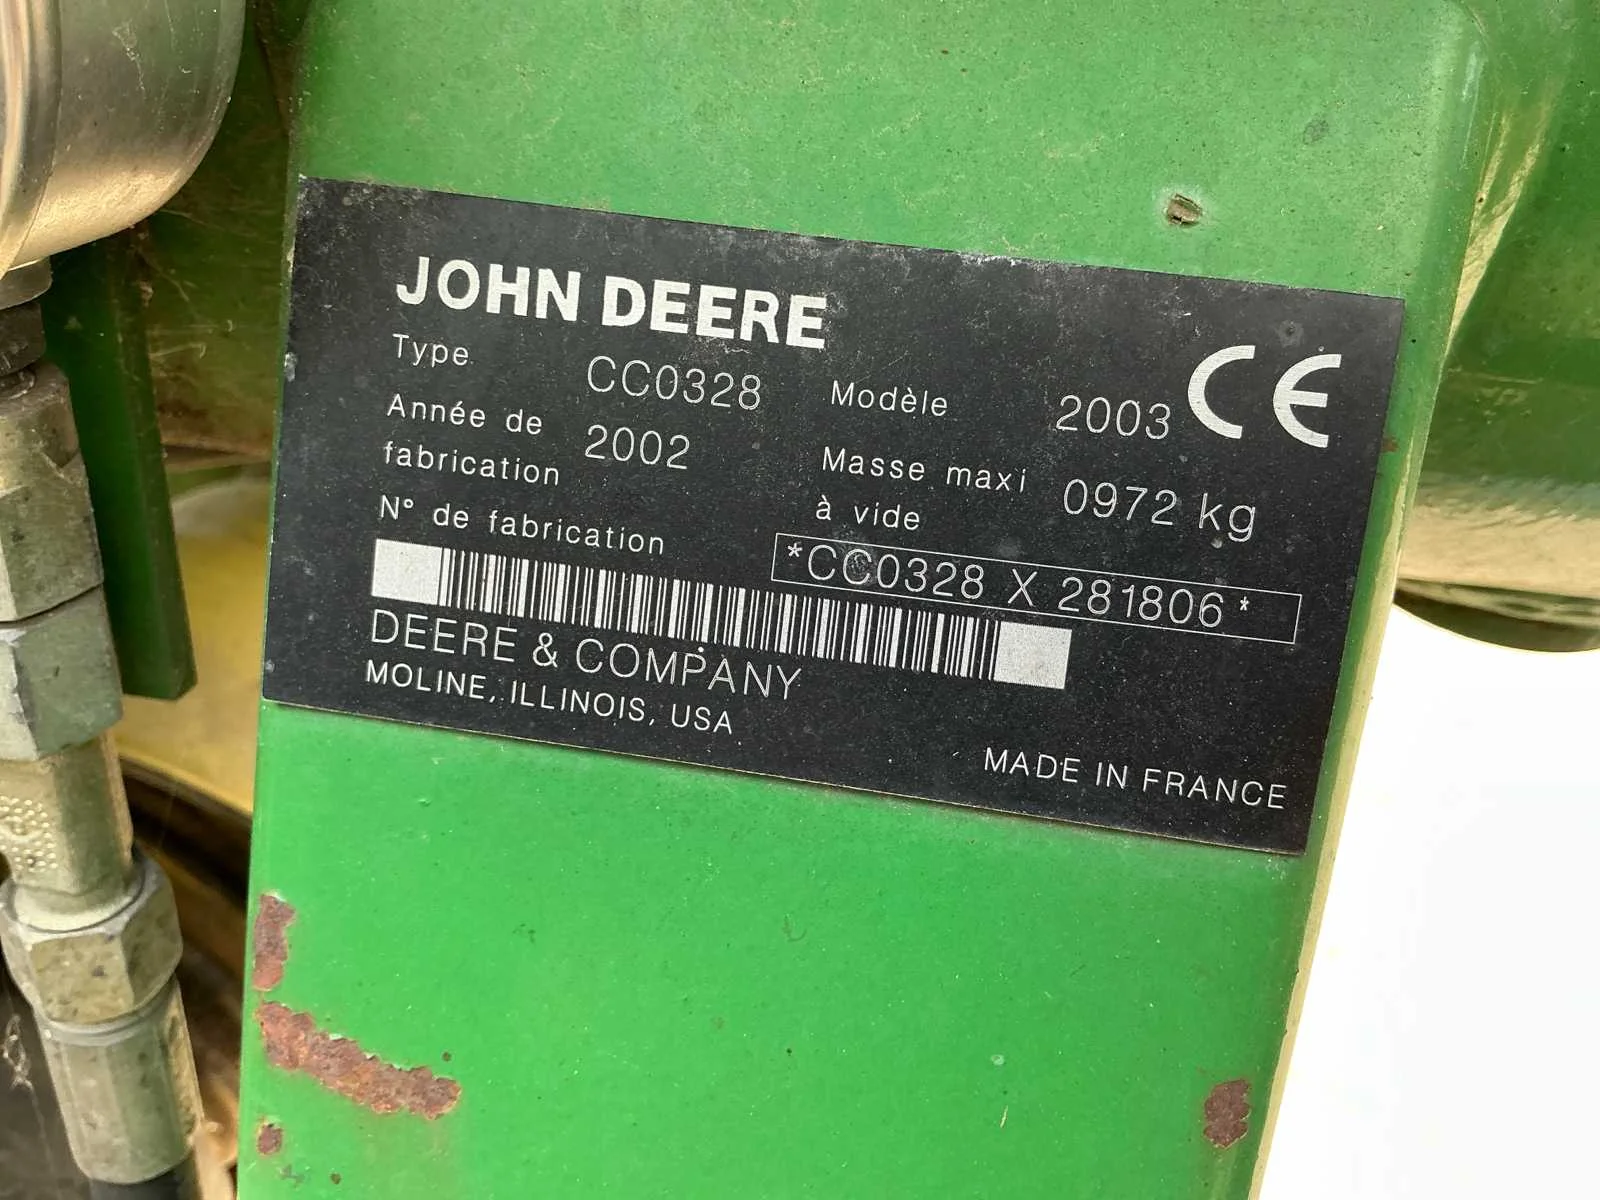 JOHN DEERE
CE
Type CC0328 Modèle 2003
Année de fabrication 2002 Masse maxi à vide 0972 kg
N° de fabrication *CC0328 X 281806*
DEERE & COMPANY
MOLINE, ILLINOIS, USA
MADE IN FRANCE